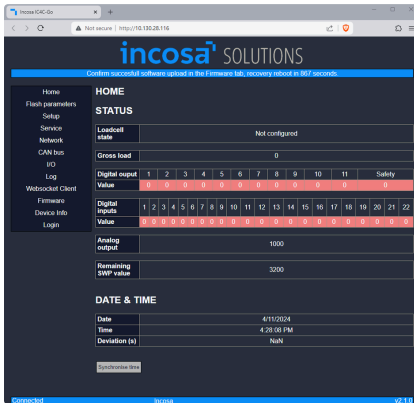 Incosa IC4C-Go
Not secure | http://10.130.28.116
incosa SOLUTIONS
Confirm succesfull software upload in the Firmware tab, recovery reboot in 867 seconds.
Home
Flash parameters
Setup
Service
Network
CAN bus
I/O
Log
Websocket Client
Firmware
Device Info
Login
HOME
STATUS
Loadcell state Not configured
Gross load 0
Digital ouput 1 2 3 4 5 6 7 8 9 10 11 Safety
Value 0 0 0 0 0 0 0 0 0 0 0 0
Digital inputs 1 2 3 4 5 6 7 8 9 10 11 12 13 14 15 16 17 18 19 20 21 22
Value 0 0 0 0 0 0 0 0 0 0 0 0 0 0 0 0 0 0 0 0 0 0
Analog output 1000
Remaining SWP value 3200
DATE & TIME
Date 4/11/2024
Time 4:28:08 PM
Deviation (s) NaN
Synchronise time
Connected Incosa v2.1.0